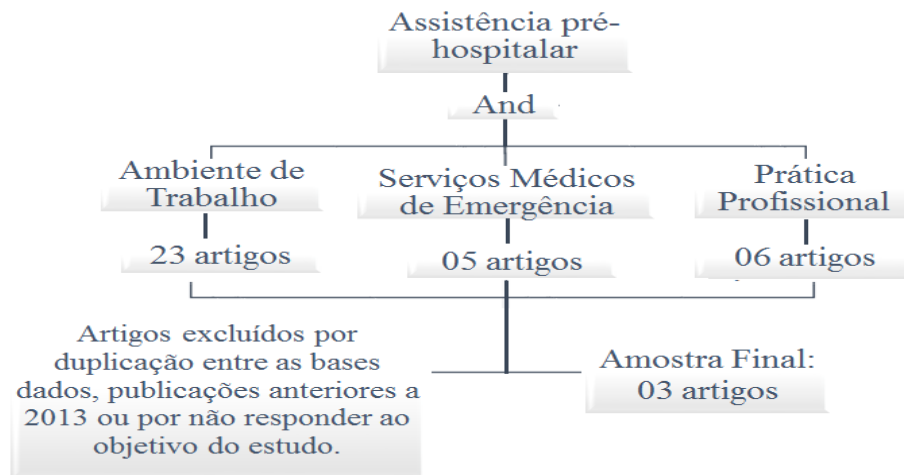 Assistência pré-
hospitalar
And
Ambiente de
Trabalho
Serviços Médicos
de Emergência
Prática
Profissional
23 artigos
05 artigos
06 artigos
Artigos excluídos por
duplicação entre as bases
dados, publicações anteriores a
2013 ou por não responder ao
objetivo do estudo.
Amostra Final:
03 artigos